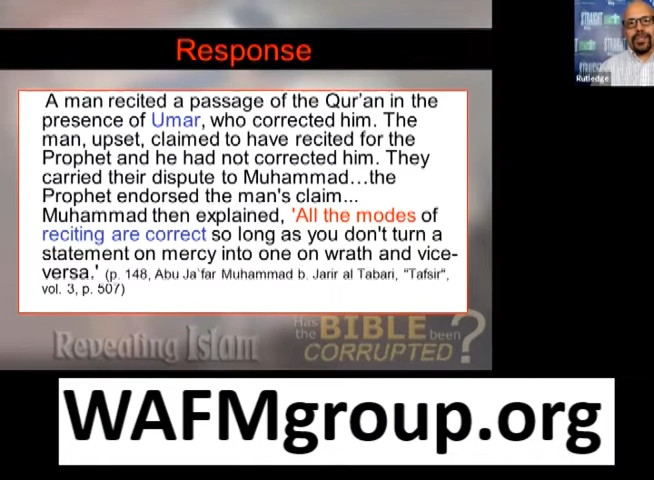 Response
A man recited a passage of the Qur'an in the
presence of Umar, who corrected him. The
man, upset, claimed to have recited for the
Prophet and he had not corrected him. They
carried their dispute to Muhammad…the
Prophet endorsed the man's claim...
Muhammad then explained, 'All the modes of
reciting are correct so long as you don't turn a
statement on mercy into one on wrath and vice-
versa.' (p. 148, Abu Ja'far Muhammad b. Jarir al Tabari, "Tafsir",
vol. 3, p. 507)
Revealing Islam
Has the BIBLE been
CORRUPTED ?
WAFMgroup.org
Rutledge